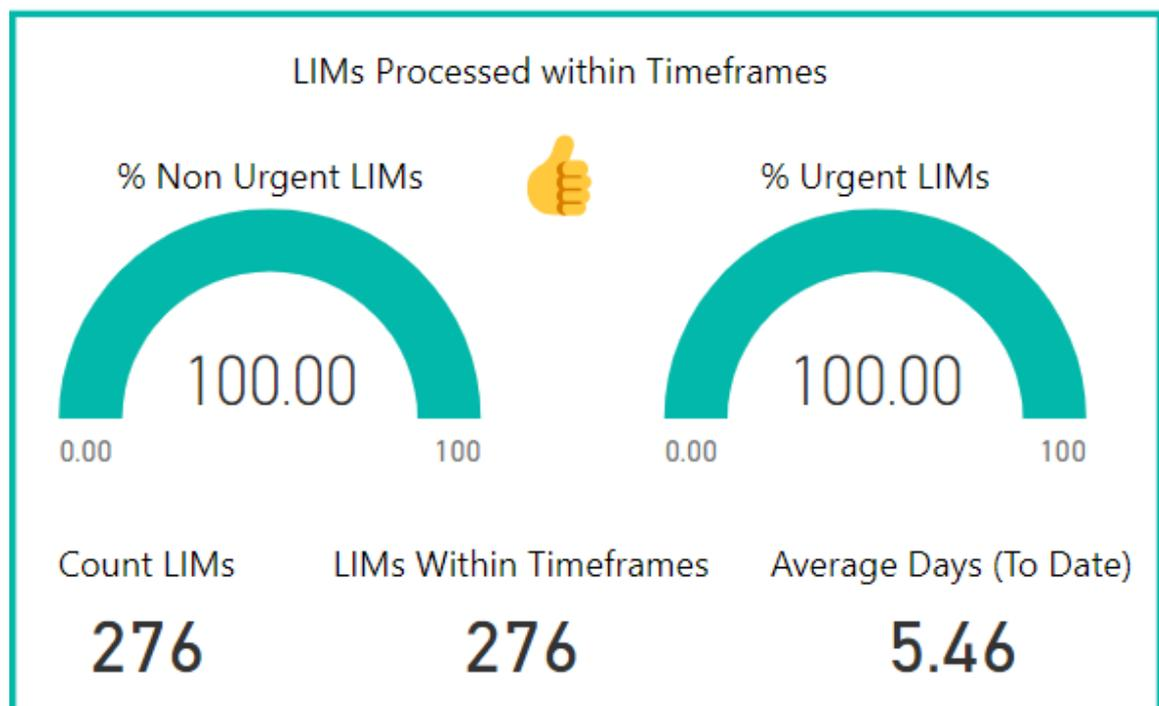 LIMs Processed within Timeframes
% Non Urgent LIMs
% Urgent LIMs
100.00
100.00
0.00 100
0.00 100
Count LIMs
LIMs Within Timeframes
Average Days (To Date)
276
276
5.46